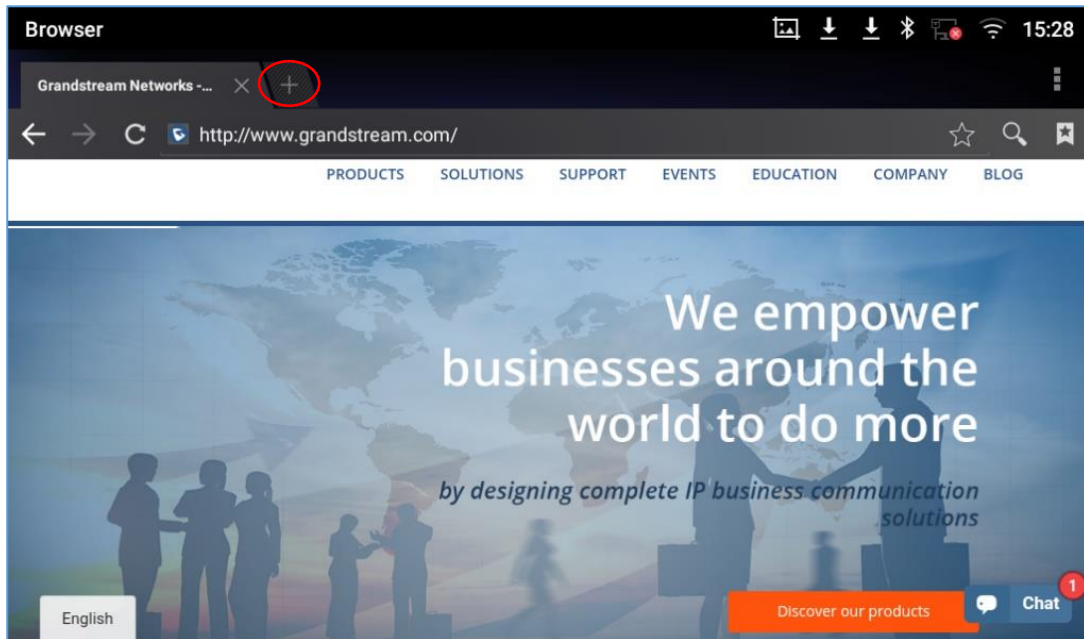 Browser
15:28
Grandstream Networks -...
http://www.grandstream.com/
PRODUCTS SOLUTIONS SUPPORT EVENTS EDUCATION COMPANY BLOG
We empower
businesses around the
world to do more
by designing complete IP business communication
solutions
English
Discover our products
Chat
1